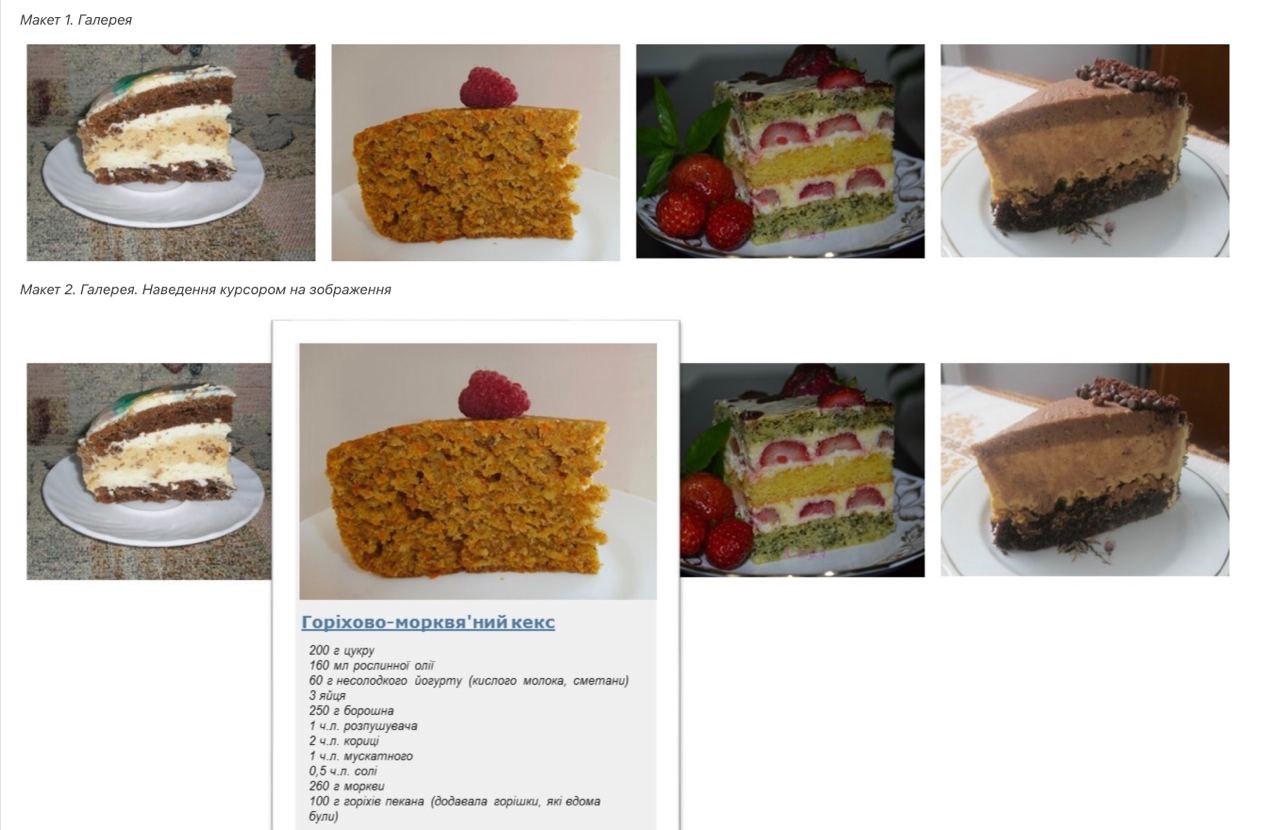 Макет 1. Галерея
Макет 2. Галерея. Наведення курсором на зображення
Горіхово-морквя'ний кекс
200 г цукру
160 мл рослинної олії
60 г несолодкого йогурту (кислого молока, сметани)
3 яйця
250 г борошна
1 ч.л. розпушувача
2 ч.л. кориці
1 ч.л. мускатного
0,5 ч.л. солі
260 г моркви
100 г горіхів пекана (додавала горішки, які вдома
були)